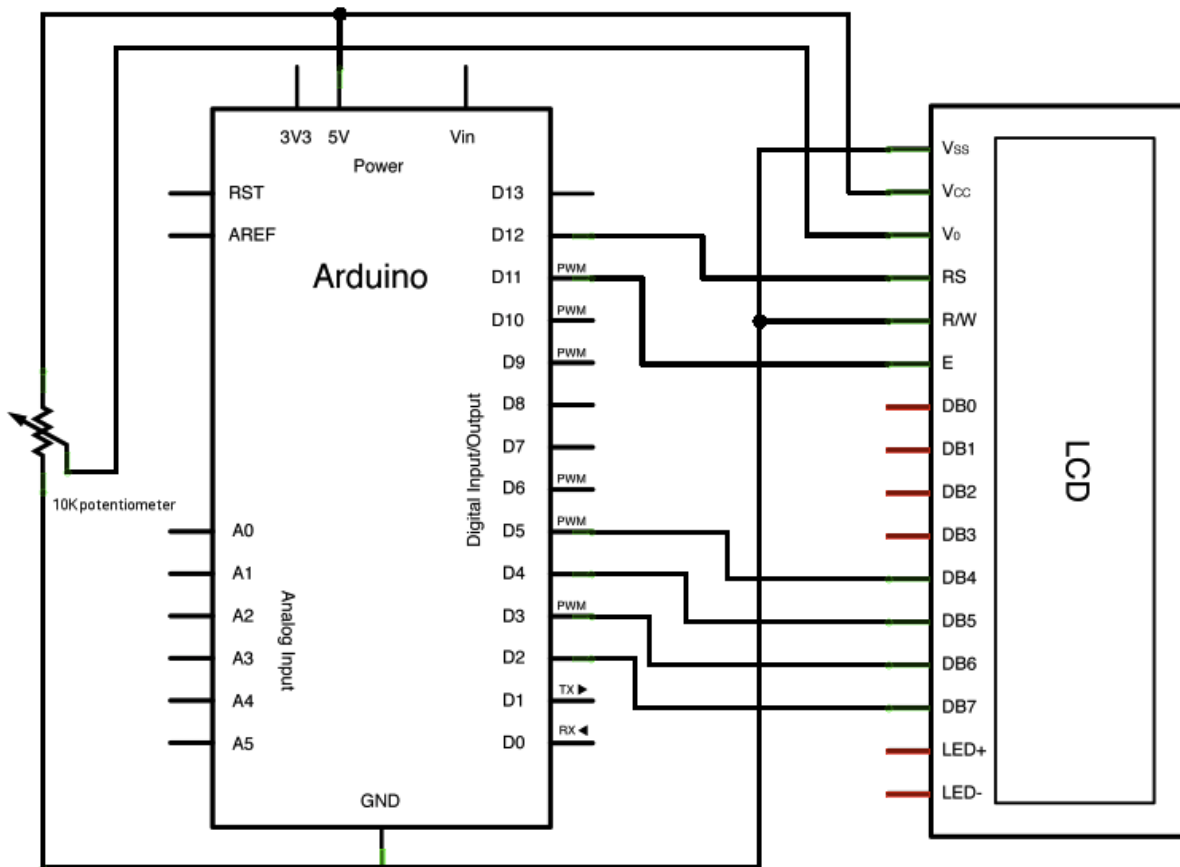 3V3 5V Vin
Power
RST
AREF
Arduino
10K potentiometer
A0
A1
A2
A3
A4
A5
Analog Input
GND
D13
D12 PWM
D11 PWM
D10 PWM
D9
D8
D7
D6 PWM
D5
D4 PWM
D3
D2 TX
D1 RX
D0
Digital Input/Output
Vss
Vcc
V0
RS
R/W
E
DB0
DB1
DB2
DB3
DB4
DB5
DB6
DB7
LED+
LED-
LCD